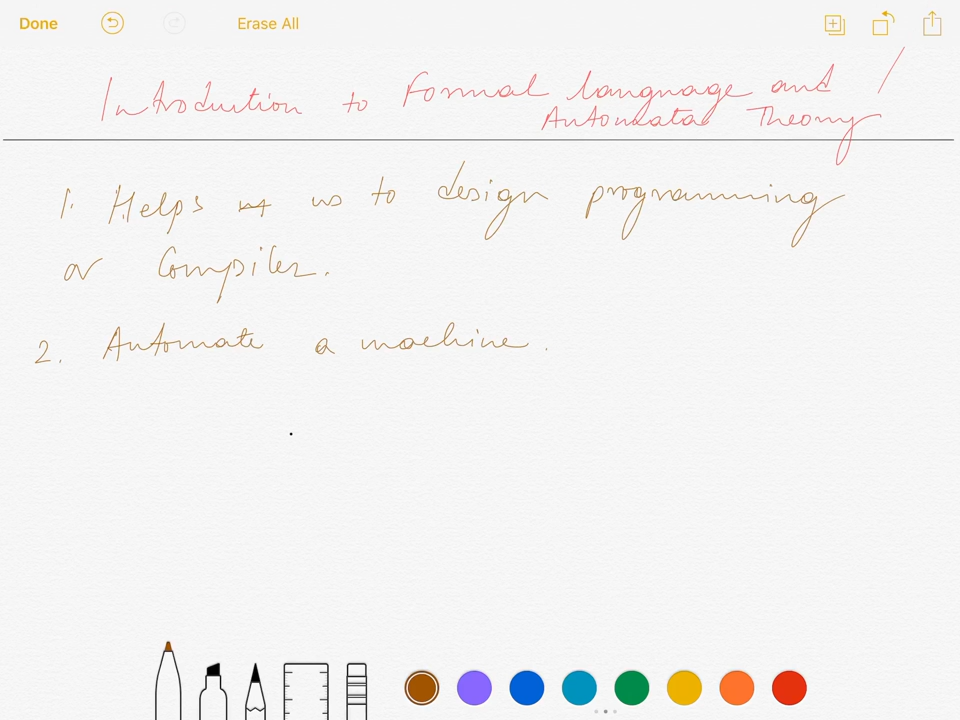 Done Erase All
Introduction to Formal language and /
Automata Theory
1. Helps us to design programming
or Compiler.
2. Automate a machine.